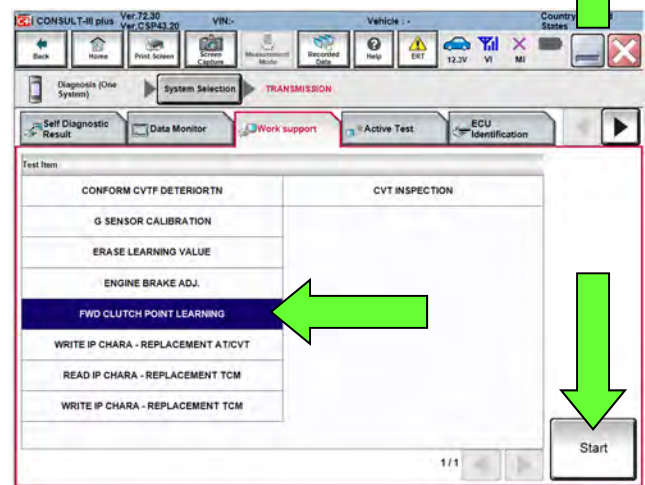 CONSULT-III plus Ver.72.30 VIN:- Vehicle : - Country
Ver.CSP43.20 States
Back Home Print Screen Screen Capture Measurement Mode Recorded Data Help ERT 12.3V VI MI
Diagnosis (One System) System Selection TRANSMISSION
Self Diagnostic Result Data Monitor Work support Active Test ECU Identification
Test Item
CONFORM CVTF DETERIORTN CVT INSPECTION
G SENSOR CALIBRATION
ERASE LEARNING VALUE
ENGINE BRAKE ADJ.
FWD CLUTCH POINT LEARNING
WRITE IP CHARA - REPLACEMENT AT/CVT
READ IP CHARA - REPLACEMENT TCM
WRITE IP CHARA - REPLACEMENT TCM
1/1
Start